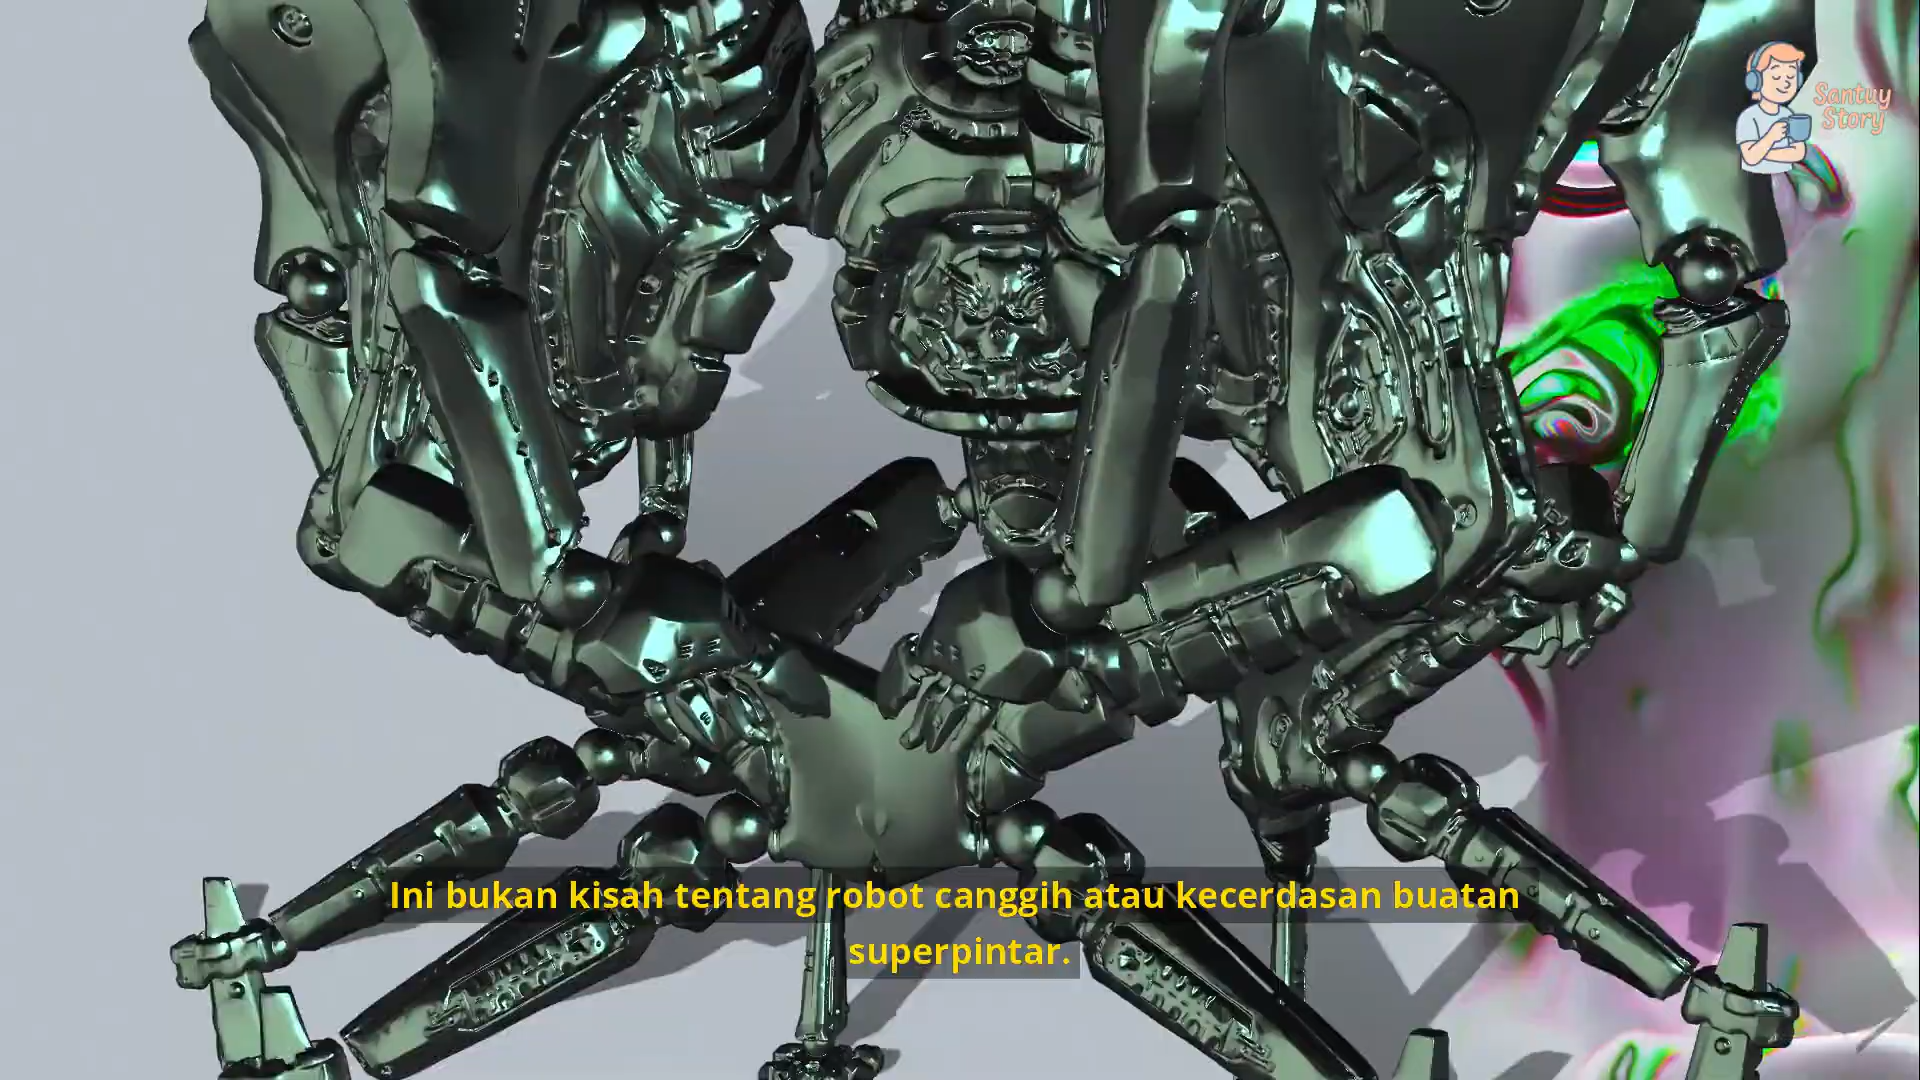 Santuy
Story
Ini bukan kisah tentang robot canggih atau kecerdasan buatan
superpintar.